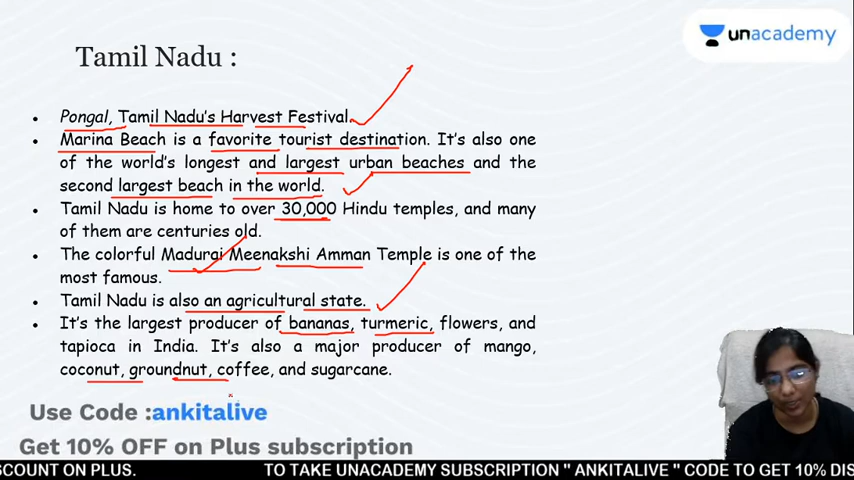 unacademy
Tamil Nadu :
Pongal, Tamil Nadu's Harvest Festival.
Marina Beach is a favorite tourist destination. It's also one
of the world's longest and largest urban beaches and the
second largest beach in the world.
Tamil Nadu is home to over 30,000 Hindu temples, and many
of them are centuries old.
The colorful Madurai Meenakshi Amman Temple is one of the
most famous.
Tamil Nadu is also an agricultural state.
It's the largest producer of bananas, turmeric, flowers, and
tapioca in India. It's also a major producer of mango,
coconut, groundnut, coffee, and sugarcane.
Use Code :ankitalive
Get 10% OFF on Plus subscription
SCOUNT ON PLUS. TO TAKE UNACADEMY SUBSCRIPTION " ANKITALIVE " CODE TO GET 10% DIS